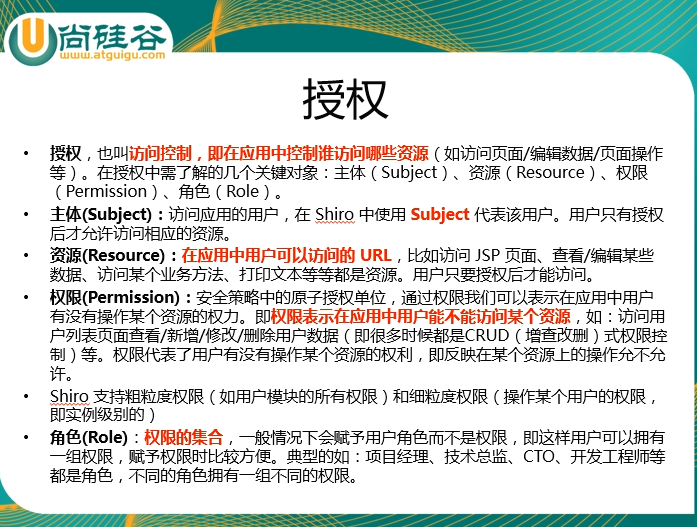 尚硅谷
www.atguigu.com
授权
• 授权，也叫访问控制，即在应用中控制谁访问哪些资源（如访问页面/编辑数据/页面操作
等）。在授权中需了解的几个关键对象：主体（Subject）、资源（Resource）、权限
（Permission）、角色（Role）。
• 主体(Subject)：访问应用的用户，在 Shiro 中使用 Subject 代表该用户。用户只有授权
后才允许访问相应的资源。
• 资源(Resource)：在应用中用户可以访问的 URL，比如访问 JSP 页面、查看/编辑某些
数据、访问某个业务方法、打印文本等等都是资源。用户只要授权后才能访问。
• 权限(Permission)：安全策略中的原子授权单位，通过权限我们可以表示在应用中用户
有没有操作某个资源的权力。即权限表示在应用中用户能不能访问某个资源，如：访问用
户列表页面查看/新增/修改/删除用户数据（即很多时候都是CRUD（增查改删）式权限控
制）等。权限代表了用户有没有操作某个资源的权利，即反映在某个资源上的操作允不允
许。
• Shiro 支持粗粒度权限（如用户模块的所有权限）和细粒度权限（操作某个用户的权限，
即实例级别的）
• 角色(Role)：权限的集合，一般情况下会赋予用户角色而不是权限，即这样用户可以拥有
一组权限，赋予权限时比较方便。典型的如：项目经理、技术总监、CTO、开发工程师等
都是角色，不同的角色拥有一组不同的权限。